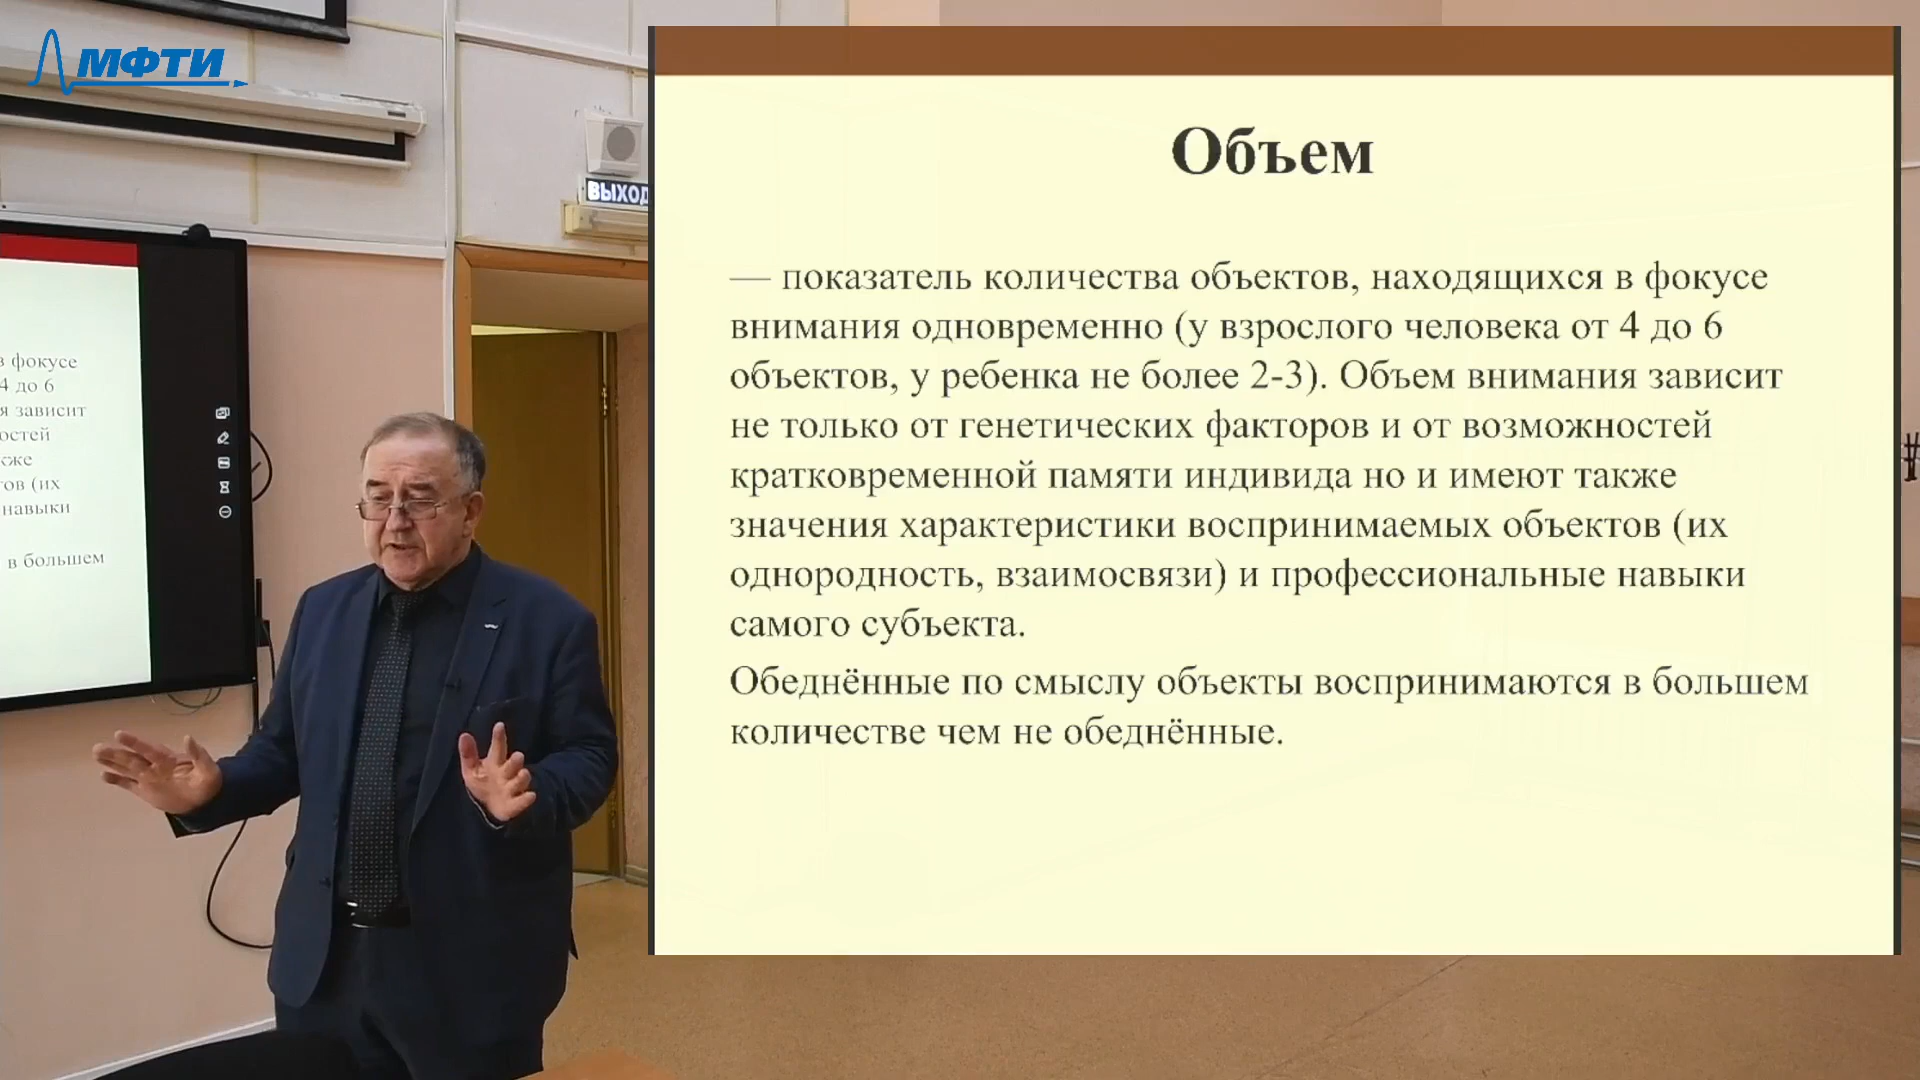 МФТИ
ВЫХОД
в фокусе
4 до 6
я зависит
остей
кже
ов (их
навыки
в большем
Объем
— показатель количества объектов, находящихся в фокусе
внимания одновременно (у взрослого человека от 4 до 6
объектов, у ребенка не более 2-3). Объем внимания зависит
не только от генетических факторов и от возможностей
кратковременной памяти индивида но и имеют также
значения характеристики воспринимаемых объектов (их
однородность, взаимосвязи) и профессиональные навыки
самого субъекта.
Обеднённые по смыслу объекты воспринимаются в большем
количестве чем не обеднённые.